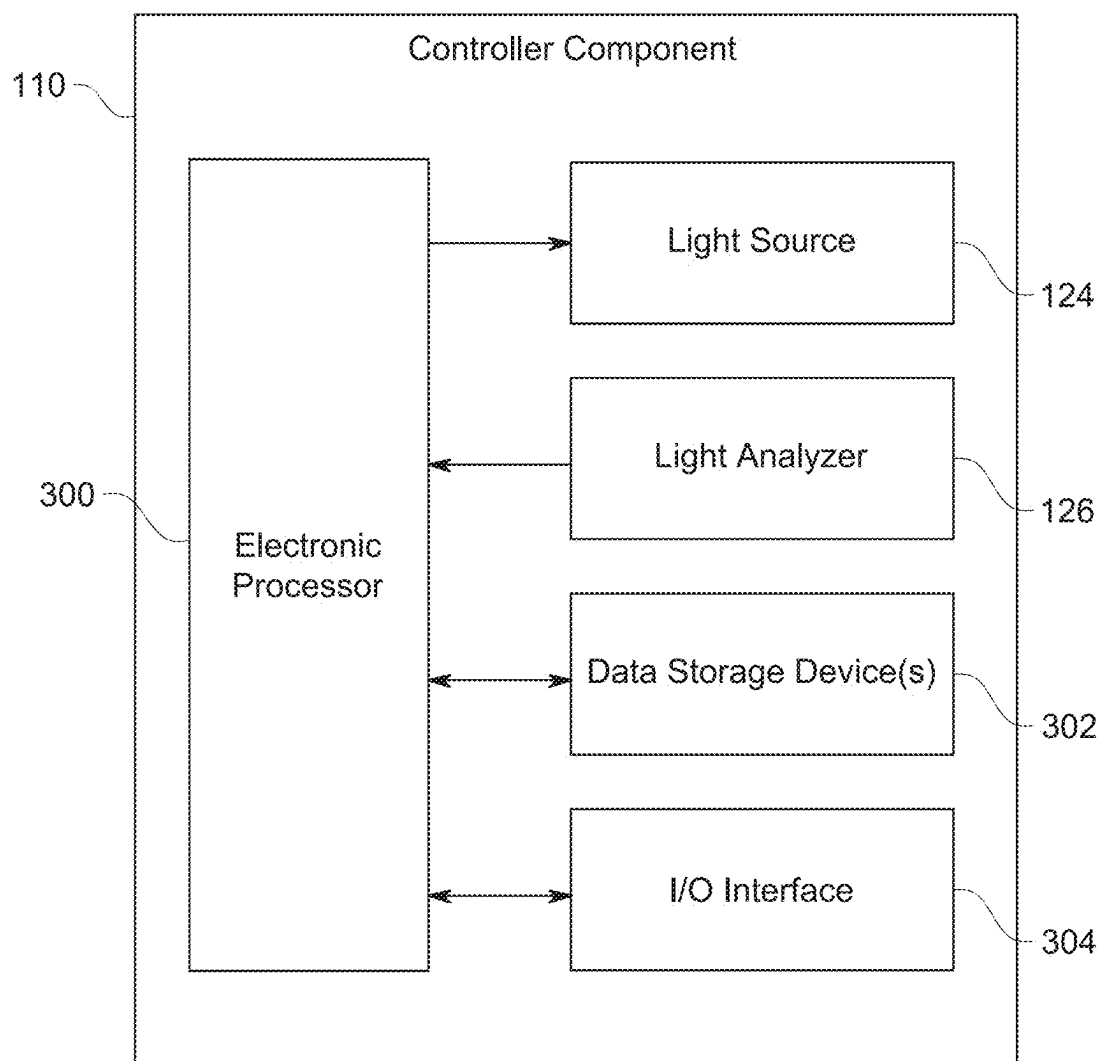 Controller Component
110
Light Source
124
Light Analyzer
126
300
Electronic
Processor
Data Storage Device(s)
302
I/O Interface
304